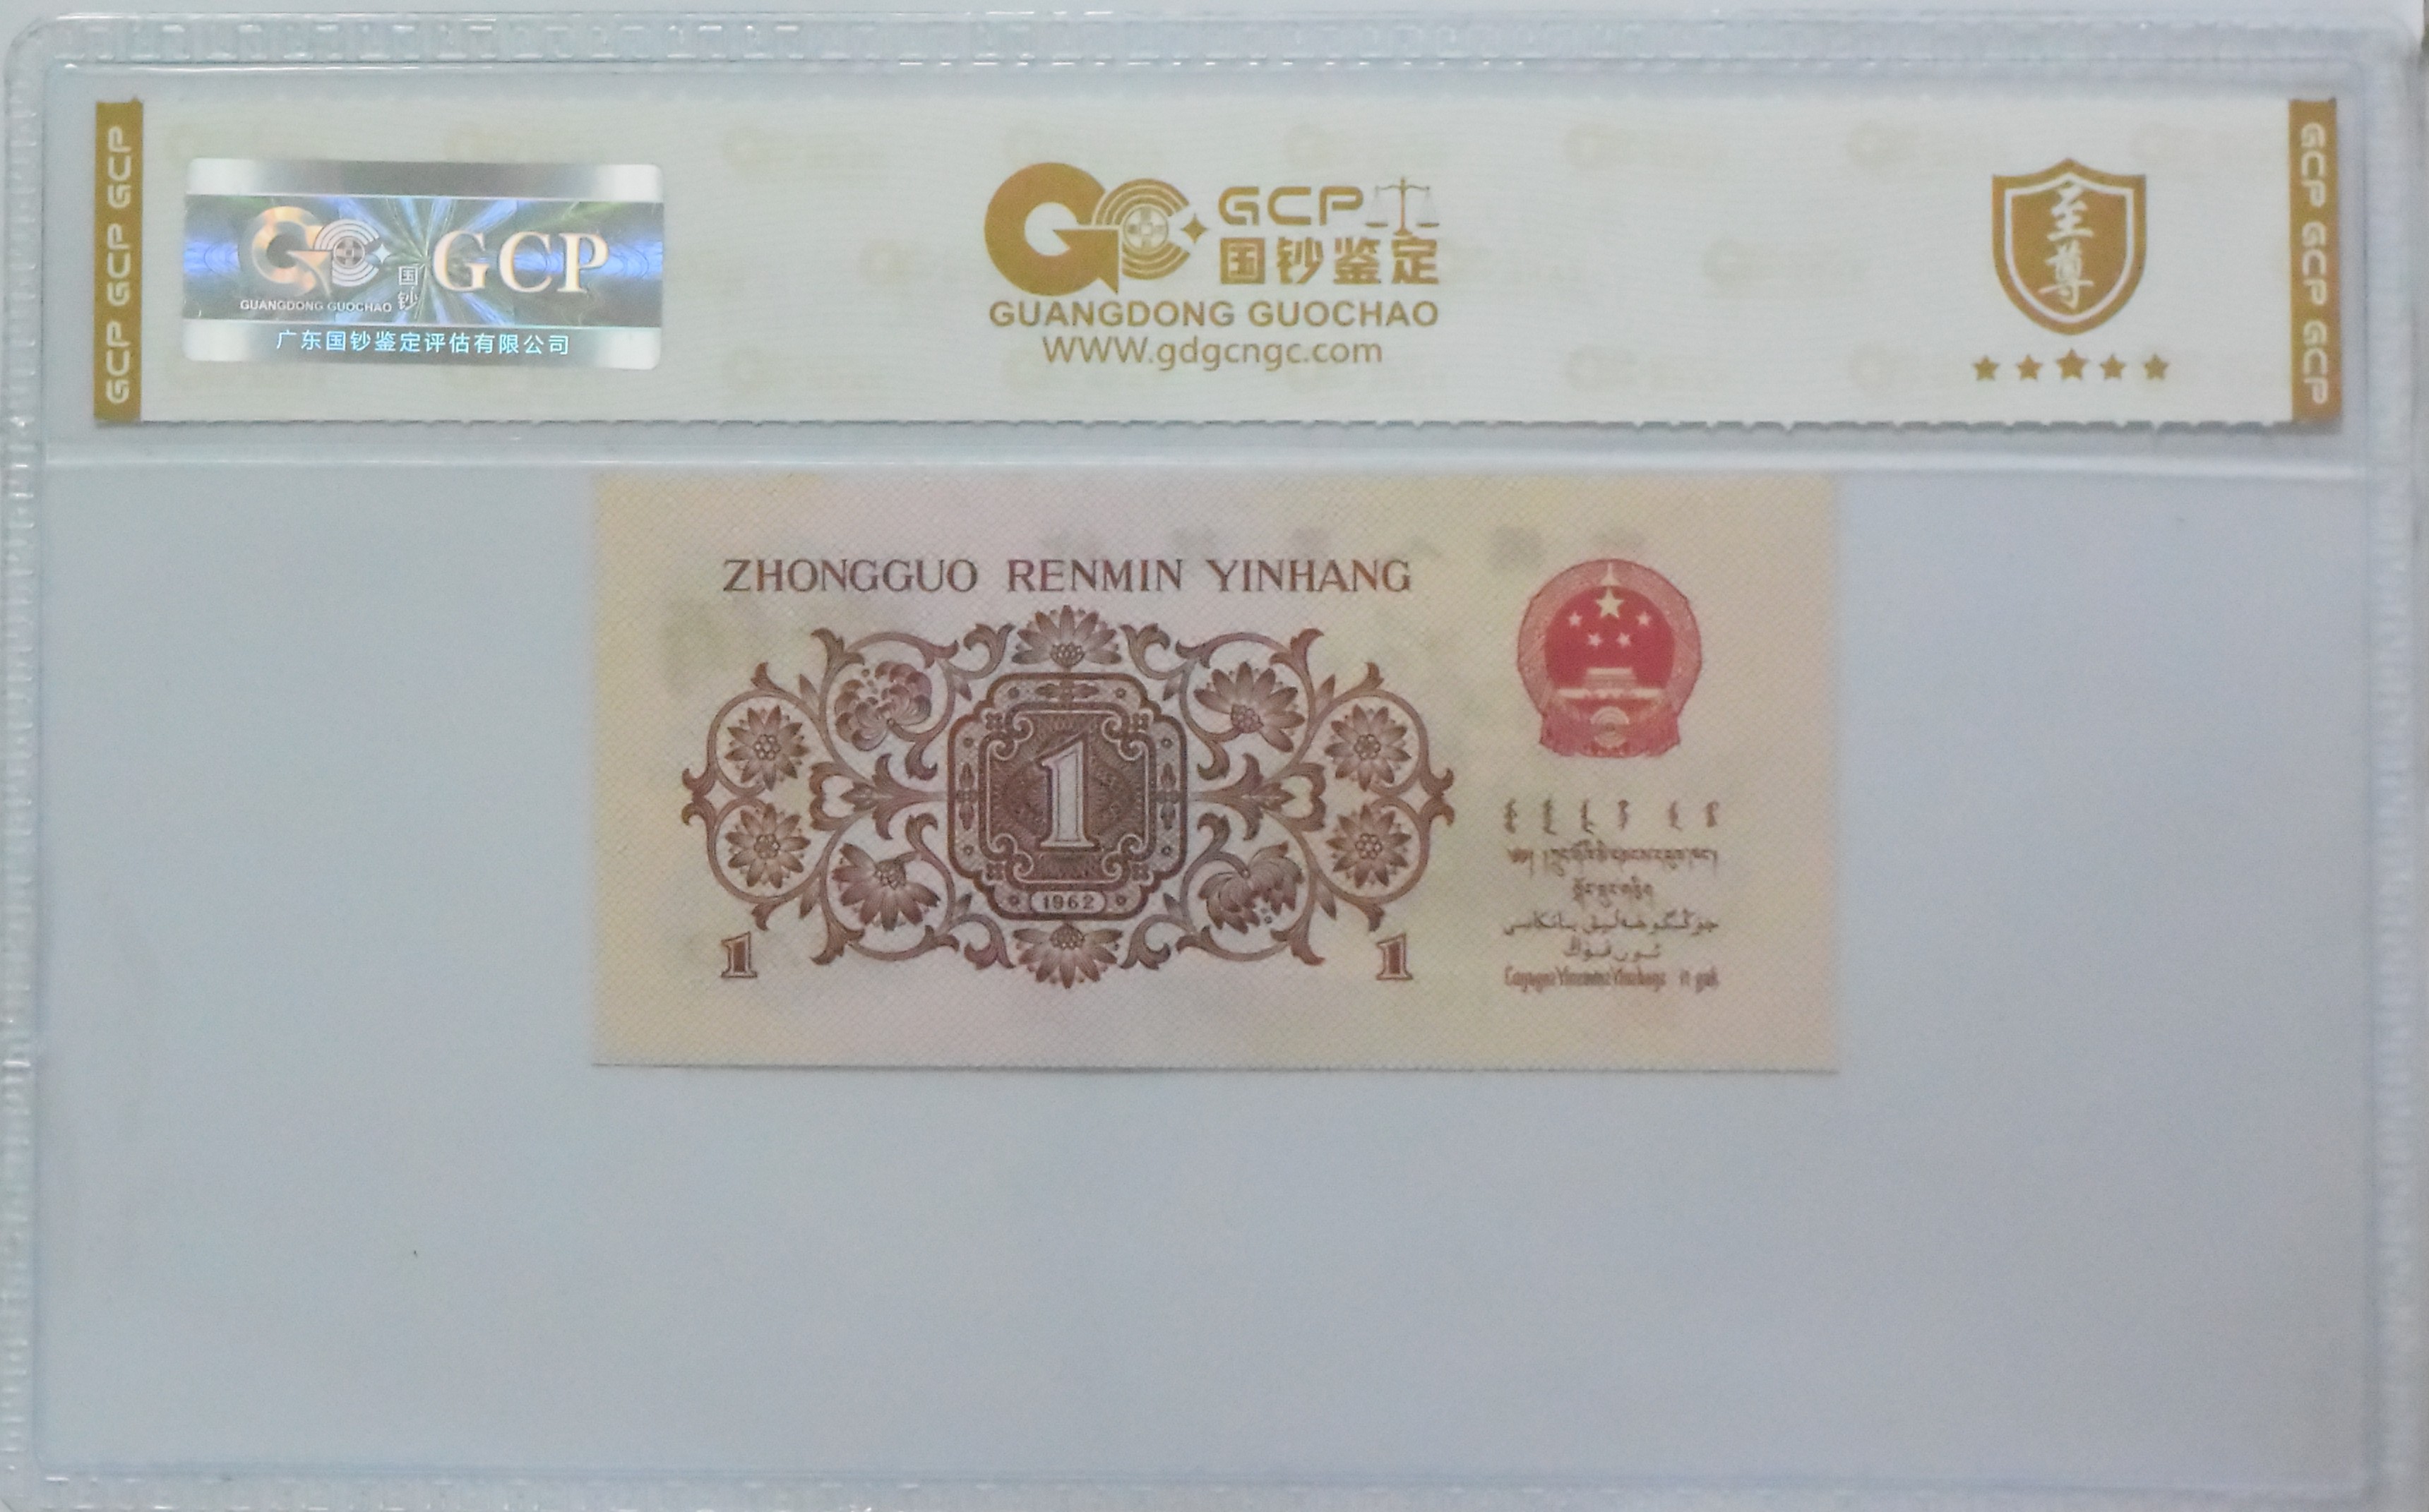 GCP GCP GCP
GCP
国钞
GUANGDONG GUOCHAO
广东国钞鉴定评估有限公司
GCP
国钞鉴定
GUANGDONG GUOCHAO
WWW.gdgcngc.com
至尊
GCP GCP GCP
ZHONGGUO RENMIN YINHANG
1
1962
1
1